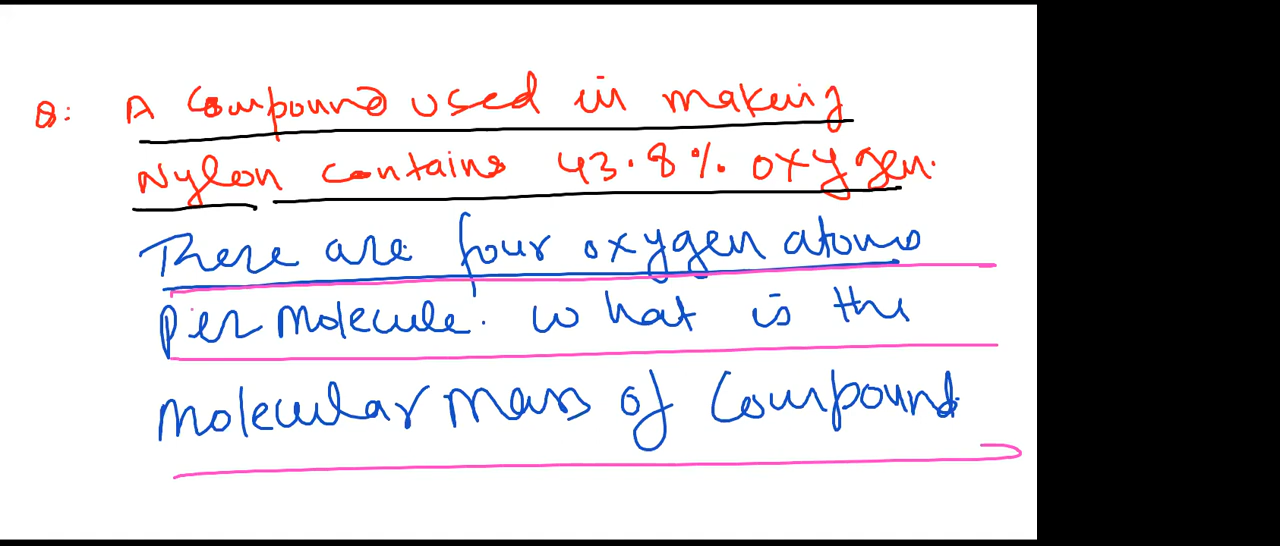 Q: A compound used in making
Nylon contains 43.8% oxygen.
There are four oxygen atoms
per molecule. What is the
molecular mass of compound